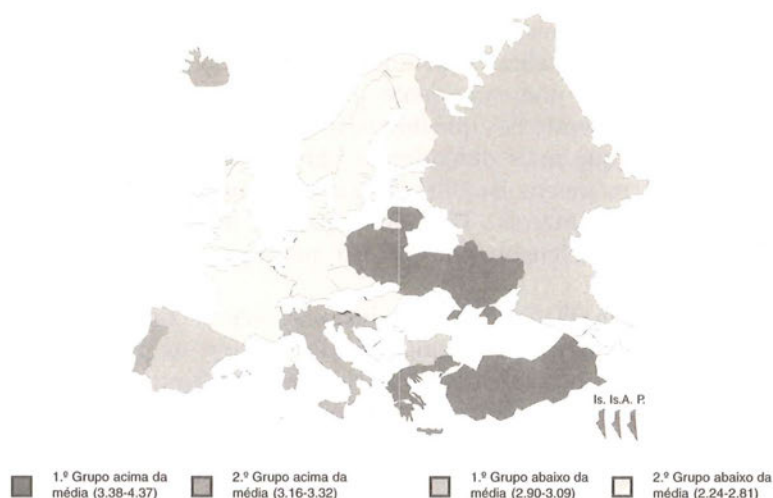 Is. Is.A. P.
1.º Grupo acima da
média (3.38-4.37)
2.º Grupo acima da
média (3.16-3.32)
1.º Grupo abaixo da
média (2.90-3.09)
2.º Grupo abaixo da
média (2.24-2.81)